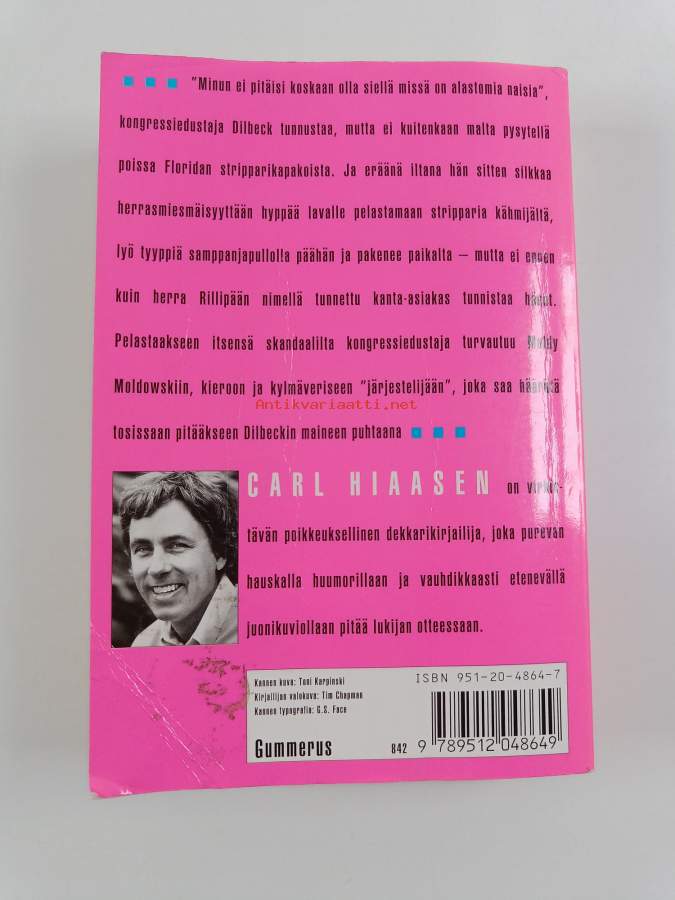 "Minun ei pitäisi koskaan olla siellä missä on alastomia naisia",
kongressiedustaja Dilbeck tunnustaa, mutta ei kuitenkaan malta pysytellä
poissa Floridan stripparikapakoista. Ja eräänä iltana hän sitten silkkaa
herrasmiesmäisyyttään hyppää lavalle pelastamaan stripparia kähmijältä,
lyö tyyppiä samppanjapullolla päähän ja pakenee paikalta – mutta ei ennen
kuin herra Rillipään nimellä tunnettu kanta-asiakas tunnistaa hänet.
Pelastaakseen itsensä skandaalilta kongressiedustaja turvautuu Moldy
Moldowskiin, kieroon ja kylmäveriseen "järjestelijään", joka saa hääriä
Antikvariaatti.net
tosissaan pitääkseen Dilbeckin maineen puhtaana
CARL HIAASEN on virkis-
tävän poikkeuksellinen dekkarikirjailija, joka purevan
hauskalla huumorillaan ja vauhdikkaasti etenevällä
juonikuviollaan pitää lukijan otteessaan.
Kannen kuva: Toni Karpinski
Kirjailijan valokuva: Tim Chapman
Kannen typografia: G.S. Face
Gummerus
842
ISBN 951-20-4864-7
9 789512 048649